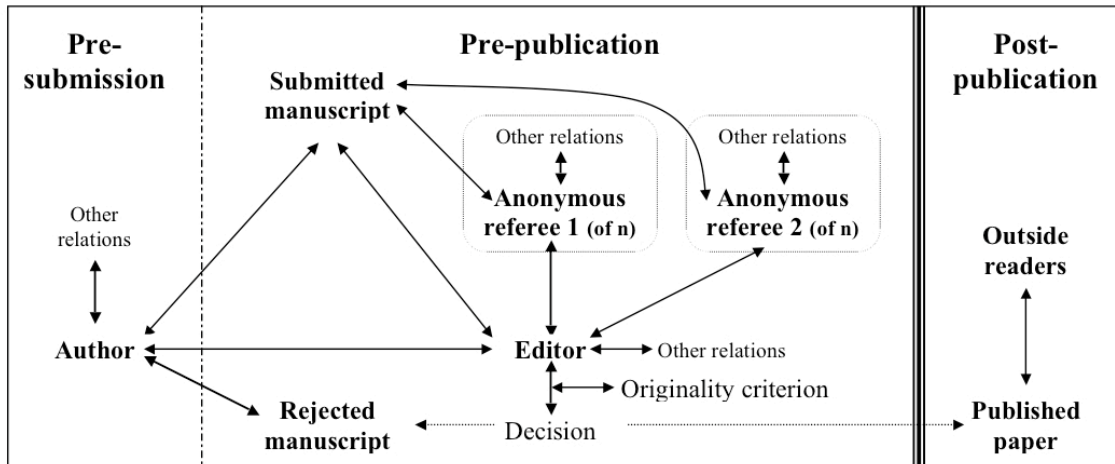 Pre-
submission
Pre-publication
Post-
publication
Submitted
manuscript
Other relations
Other relations
Anonymous
referee 1 (of n)
Anonymous
referee 2 (of n)
Other
relations
Outside
readers
Author
Editor
Other relations
Originality criterion
Rejected
manuscript
Decision
Published
paper